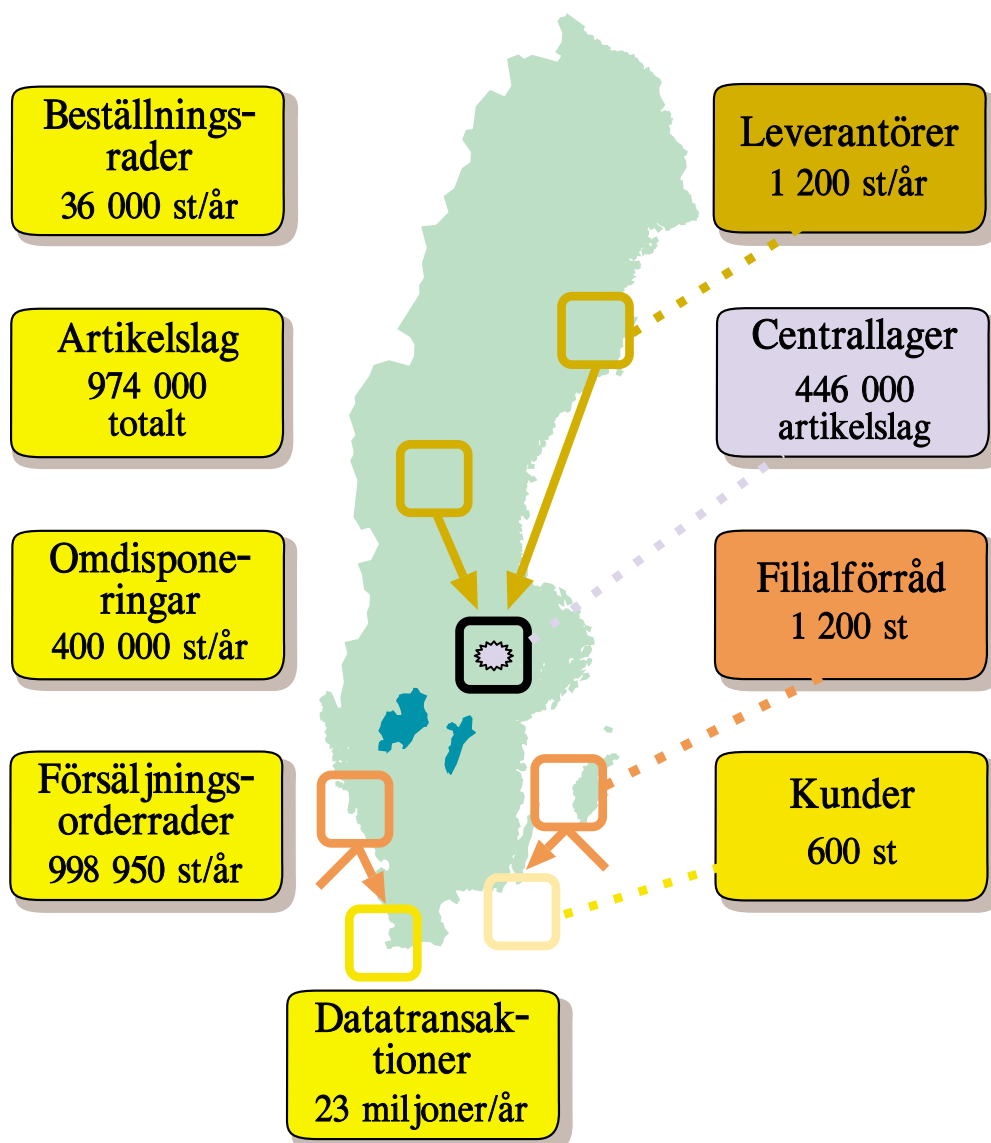 Beställnings-
rader
36 000 st/år
Leverantörer
1 200 st/år
Artikelslag
974 000
totalt
Centrallager
446 000
artikelslag
Omdispone-
ringar
400 000 st/år
Filialförråd
1 200 st
Försäljnings-
orderrader
998 950 st/år
Kunder
600 st
Datatransak-
tioner
23 miljoner/år